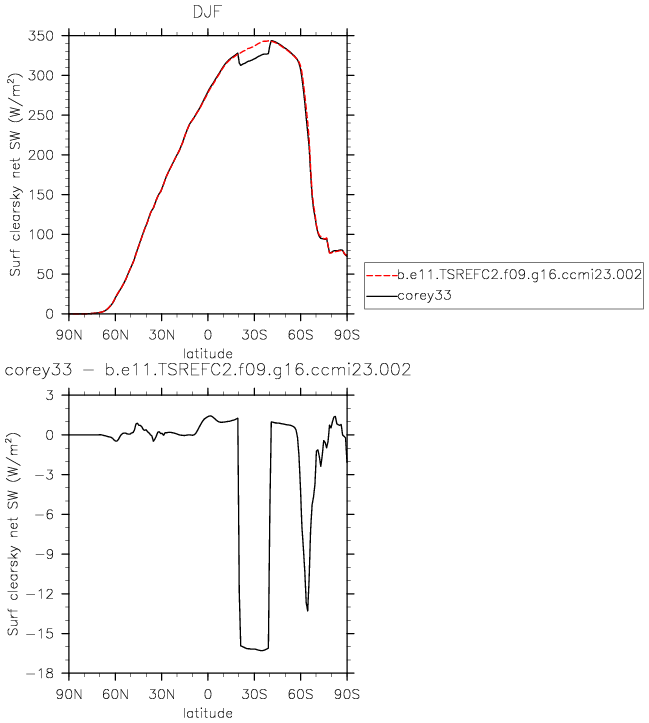 DJF
Surf clearsky net SW (W/m²)
350
300
250
200
150
100
50
0
90N 60N 30N 0 30S 60S 90S
latitude
b.e11.TSREFC2.f09.g16.ccmi23.002
corey33
corey33 − b.e11.TSREFC2.f09.g16.ccmi23.002
Surf clearsky net SW (W/m²)
3
0
−3
−6
−9
−12
−15
−18
90N 60N 30N 0 30S 60S 90S
latitude